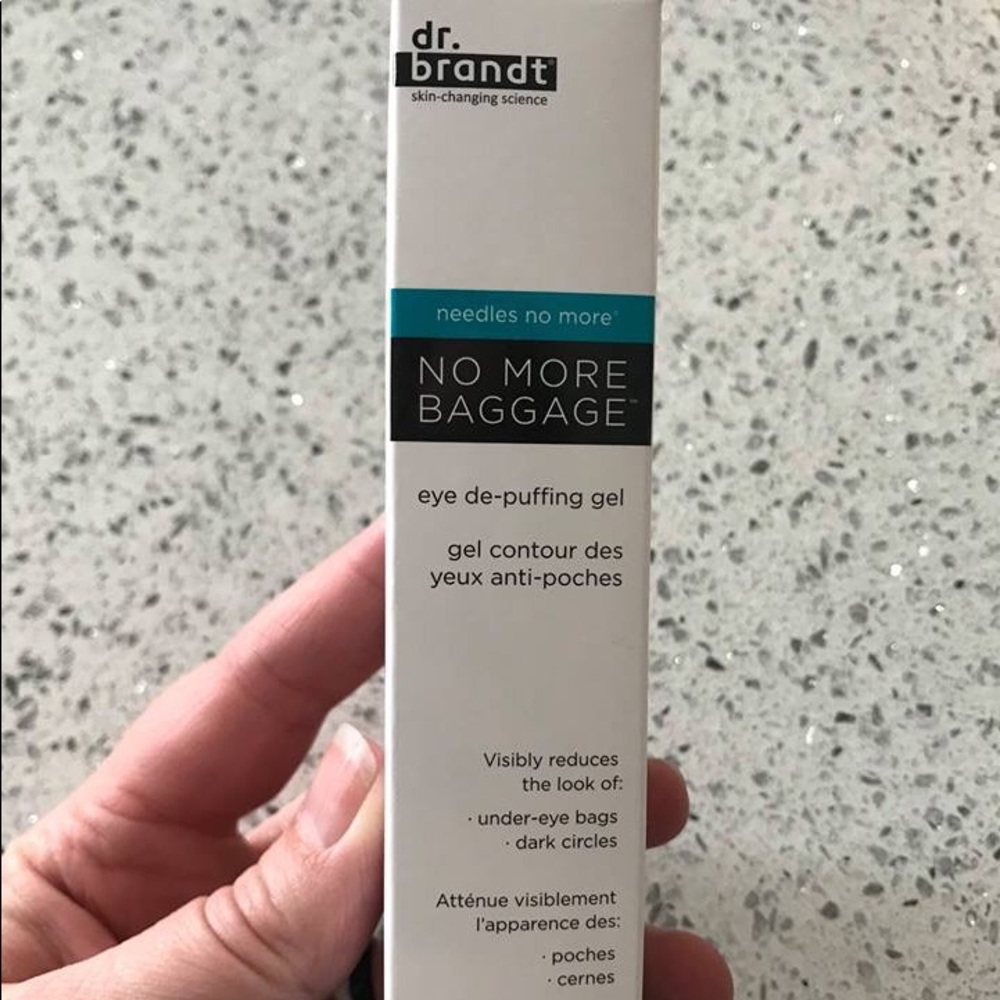 dr.
brandt®
skin-changing science
needles no more®
NO MORE
BAGGAGE™
eye de-puffing gel
gel contour des
yeux anti-poches
Visibly reduces
the look of:
· under-eye bags
· dark circles
Atténue visiblement
l'apparence des:
· poches
· cernes